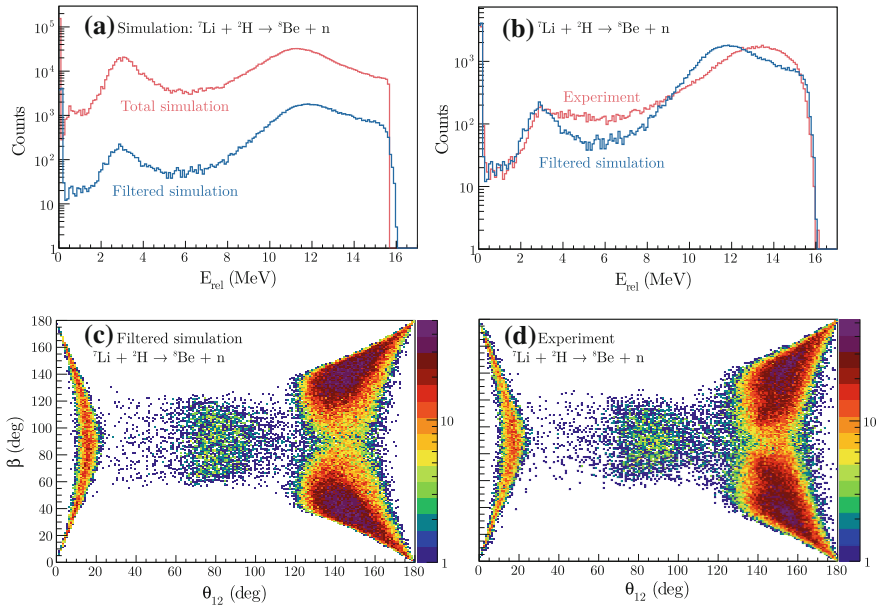 (a) Simulation: ⁷Li + ²H → ⁸Be + n
10⁵
10⁴
10³
10²
10
1
Counts
Total simulation
Filtered simulation
0 2 4 6 8 10 12 14 16
E_rel (MeV)
(b) ⁷Li + ²H → ⁸Be + n
10³
10²
10
1
Counts
Experiment
Filtered simulation
0 2 4 6 8 10 12 14 16
E_rel (MeV)
(c) Filtered simulation
⁷Li + ²H → ⁸Be + n
180
160
140
120
100
80
60
40
20
0
β (deg)
0 20 40 60 80 100 120 140 160 180
θ₁₂ (deg)
10
1
(d) Experiment
⁷Li + ²H → ⁸Be + n
0 20 40 60 80 100 120 140 160 180
θ₁₂ (deg)
10
1